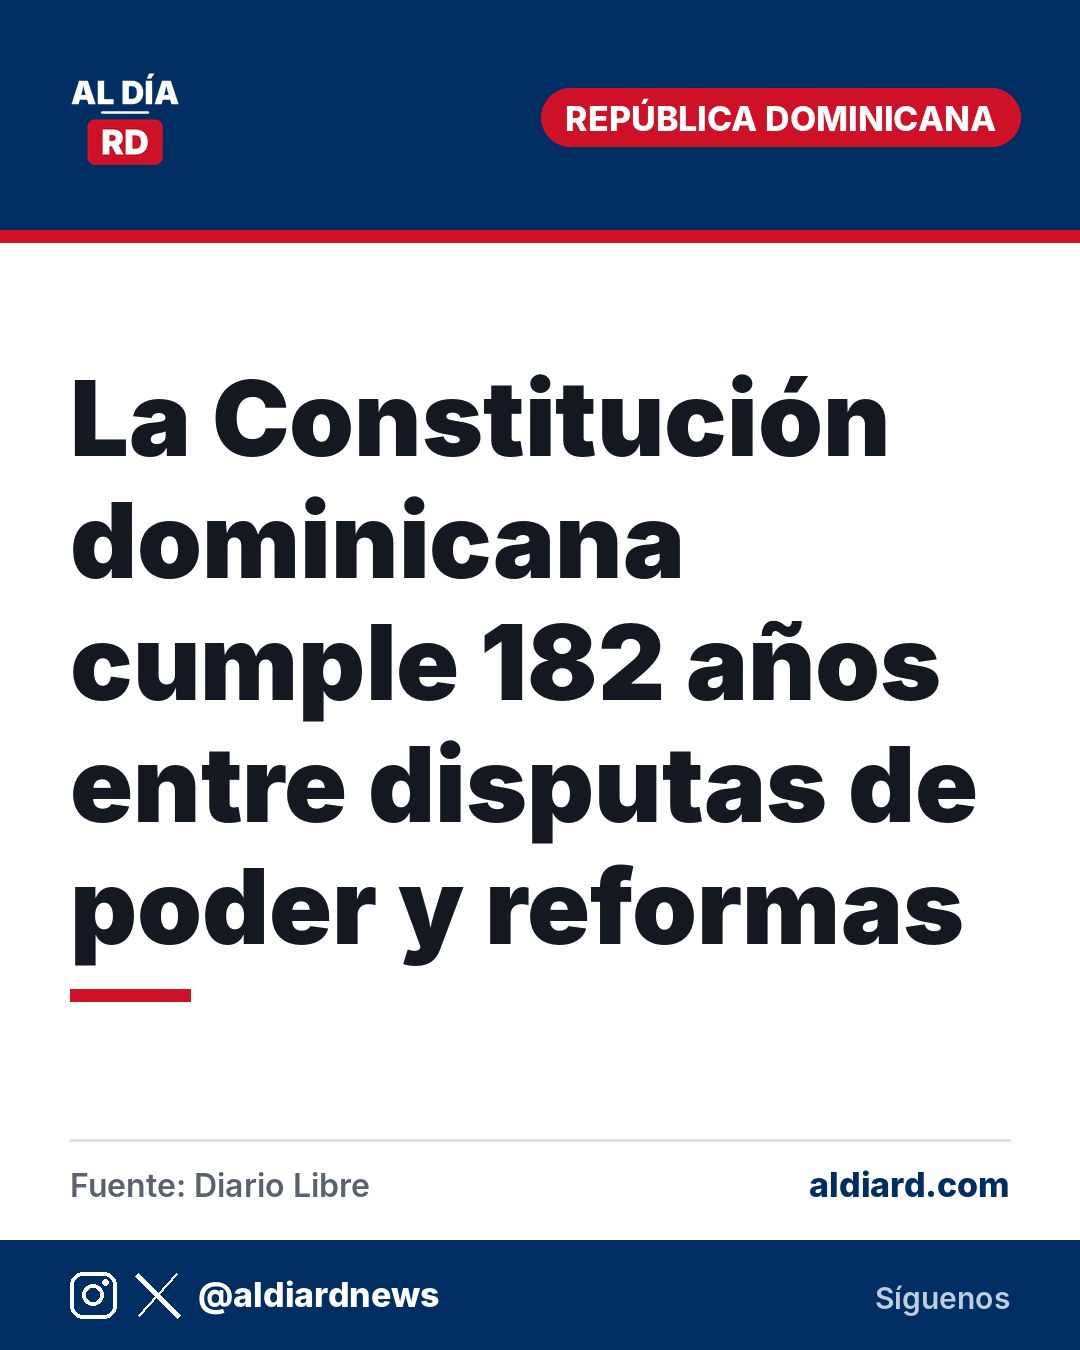 AL DÍA
RD
REPÚBLICA DOMINICANA
La Constitución
dominicana
cumple 182 años
entre disputas de
poder y reformas
Fuente: Diario Libre
aldiard.com
@aldiardnews
Síguenos